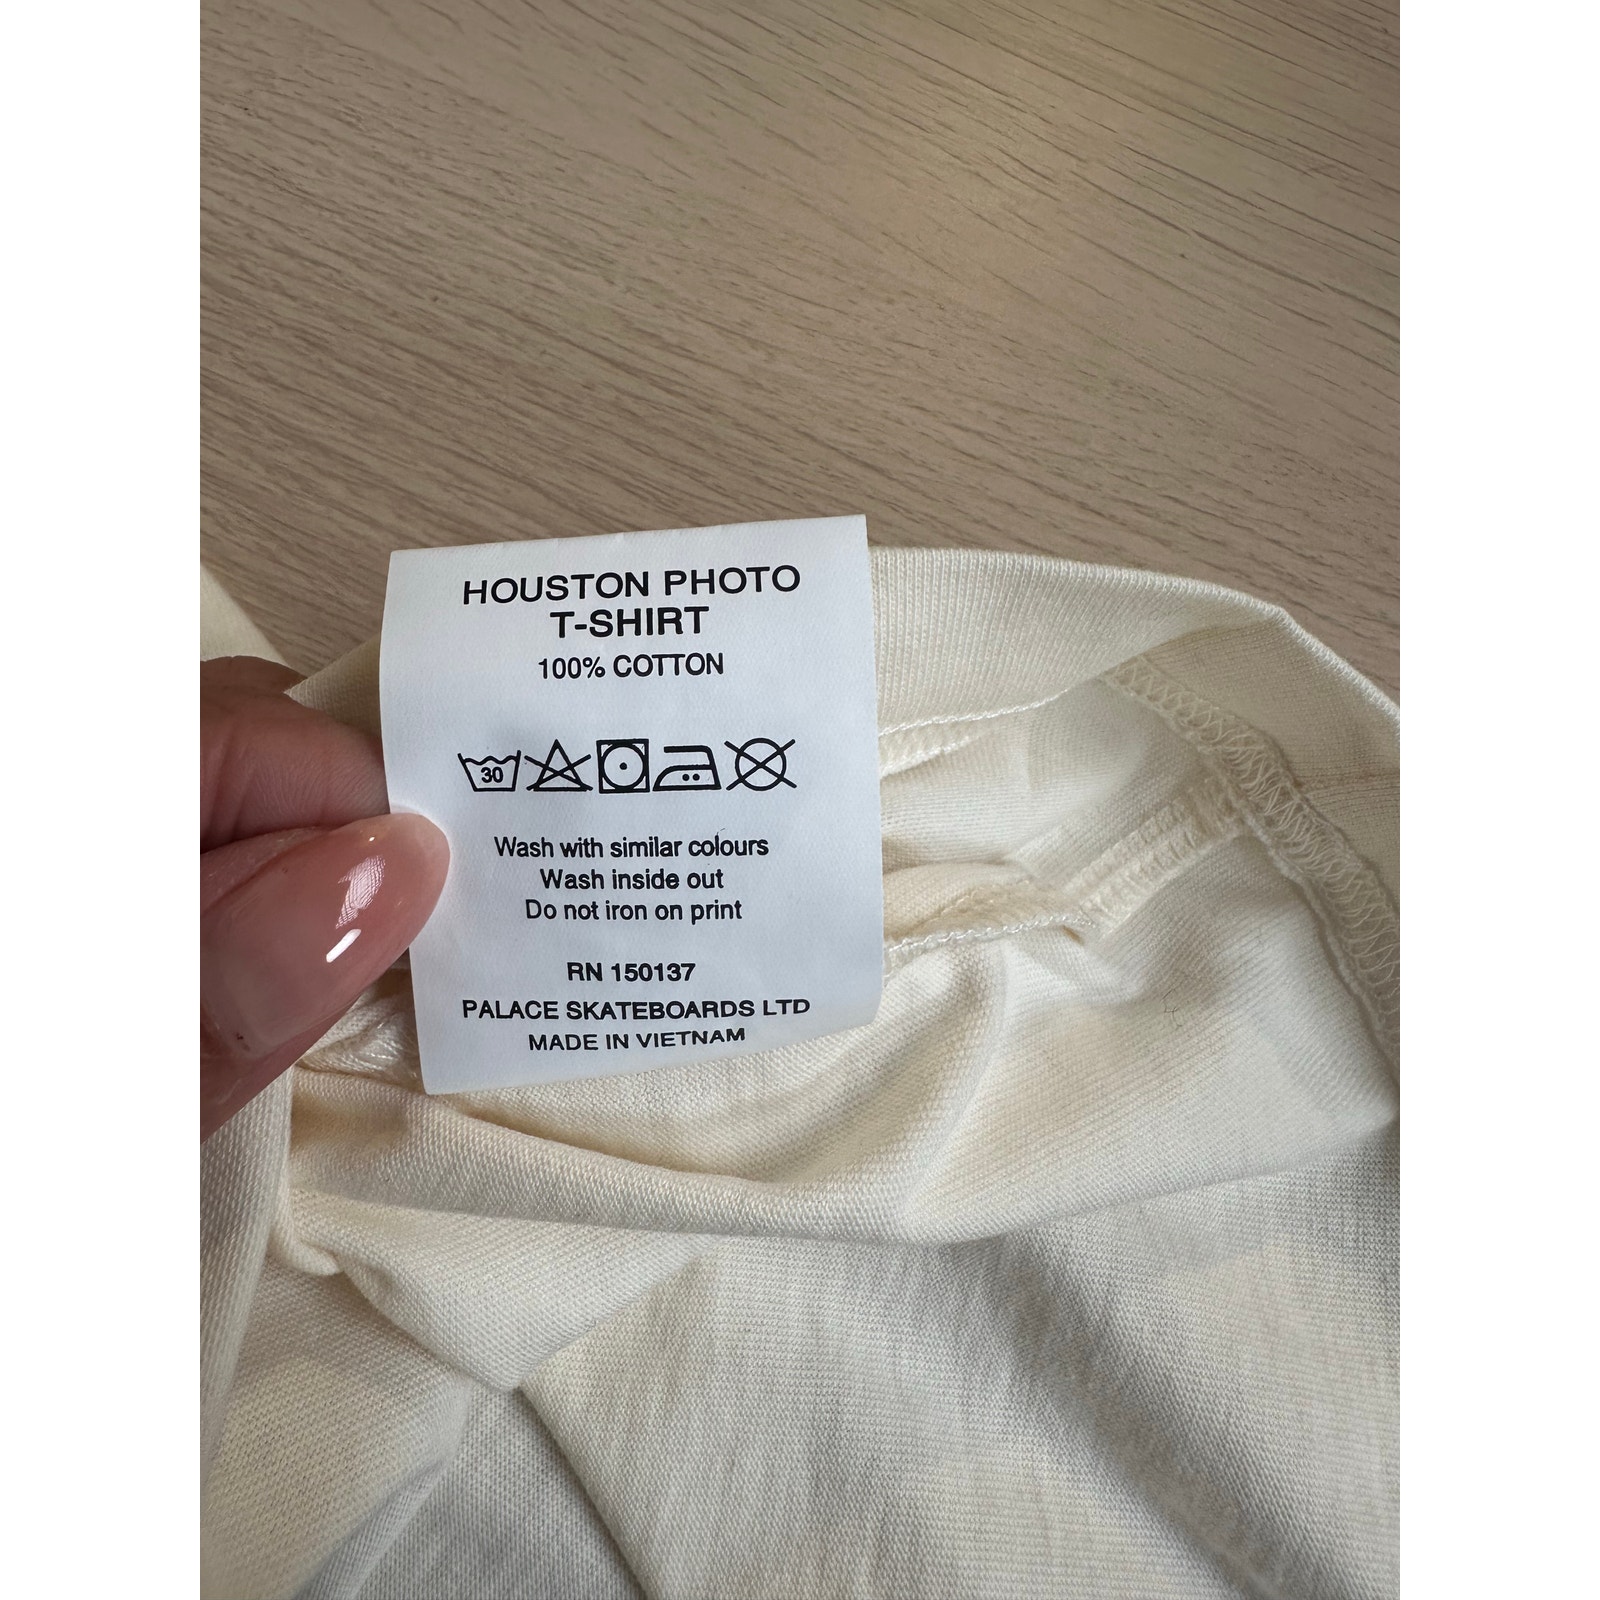 HOUSTON PHOTO
T-SHIRT
100% COTTON
30
Wash with similar colours
Wash inside out
Do not iron on print
RN 150137
PALACE SKATEBOARDS LTD
MADE IN VIETNAM